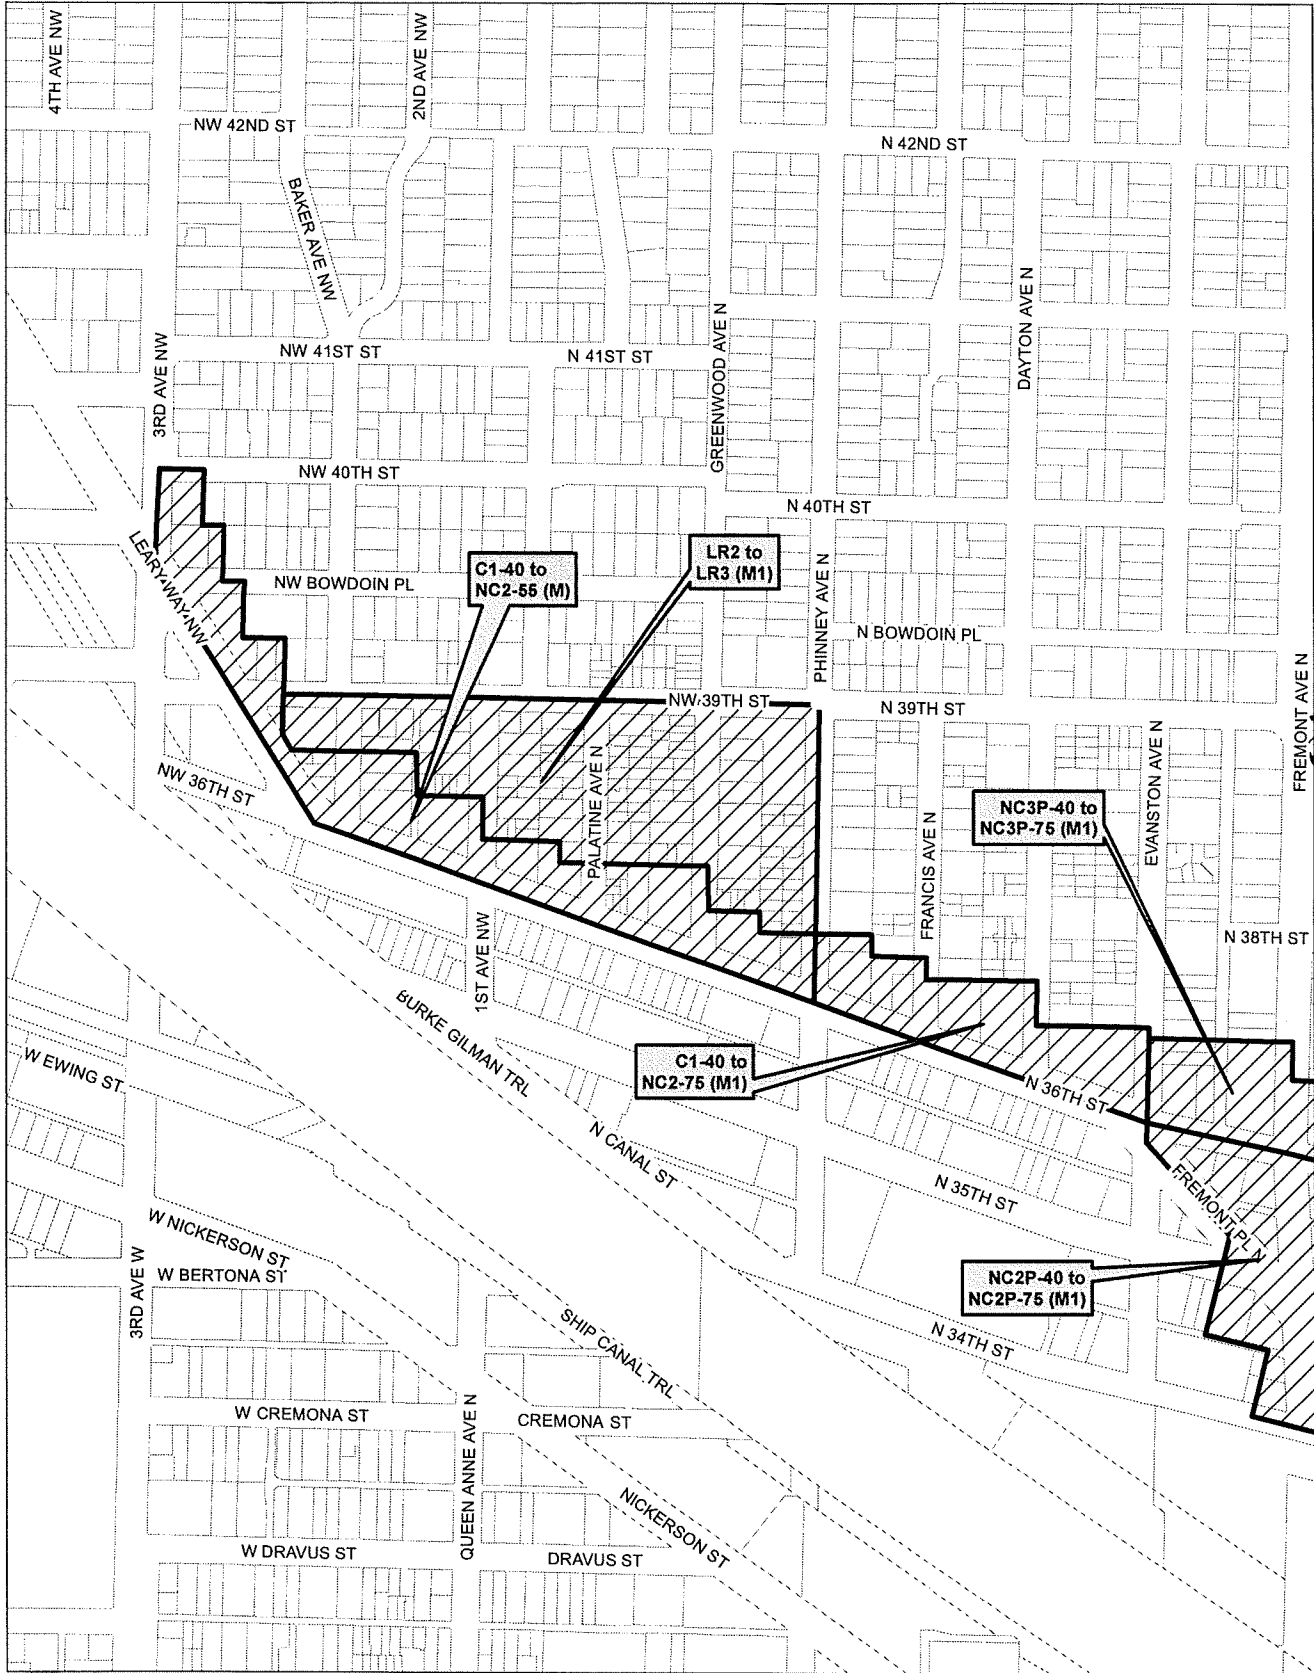 4TH AVE NW
2ND AVE NW
NW 42ND ST
N 42ND ST
BAKER AVE NW
DAYTON AVE N
GREENWOOD AVE N
3RD AVE NW
NW 41ST ST
N 41ST ST
NW 40TH ST
N 40TH ST
LEARY WAY NW
NW BOWDOIN PL
C1-40 to
NC2-55 (M)
LR2 to
LR3 (M1)
PHINNEY AVE N
N BOWDOIN PL
FREMONT AVE N
NW 39TH ST
N 39TH ST
NW 36TH ST
PALATINE AVE N
FRANCIS AVE N
NC3P-40 to
NC3P-75 (M1)
EVANSTON AVE N
N 38TH ST
1ST AVE NW
BURKE GILMAN TRL
W EWING ST
C1-40 to
NC2-75 (M1)
N 36TH ST
N CANAL ST
N 35TH ST
FREMONT PL N
W NICKERSON ST
W BERTONA ST
3RD AVE W
NC2P-40 to
NC2P-75 (M1)
SHIP CANAL TRL
N 34TH ST
W CREMONA ST
QUEEN ANNE AVE N
CREMONA ST
NICKERSON ST
W DRAVUS ST
DRAVUS ST